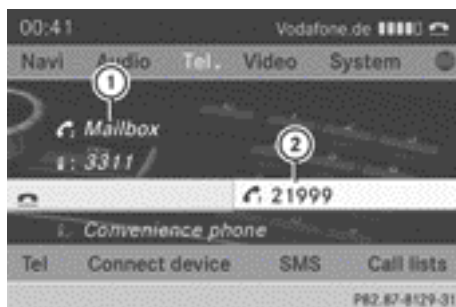 00:41 Vodafone.de
Navi Audio Tel. Video System
1
Mailbox
: 3311
2
21999
Convenience phone
Tel Connect device SMS Call lists
P82.87-8129-31